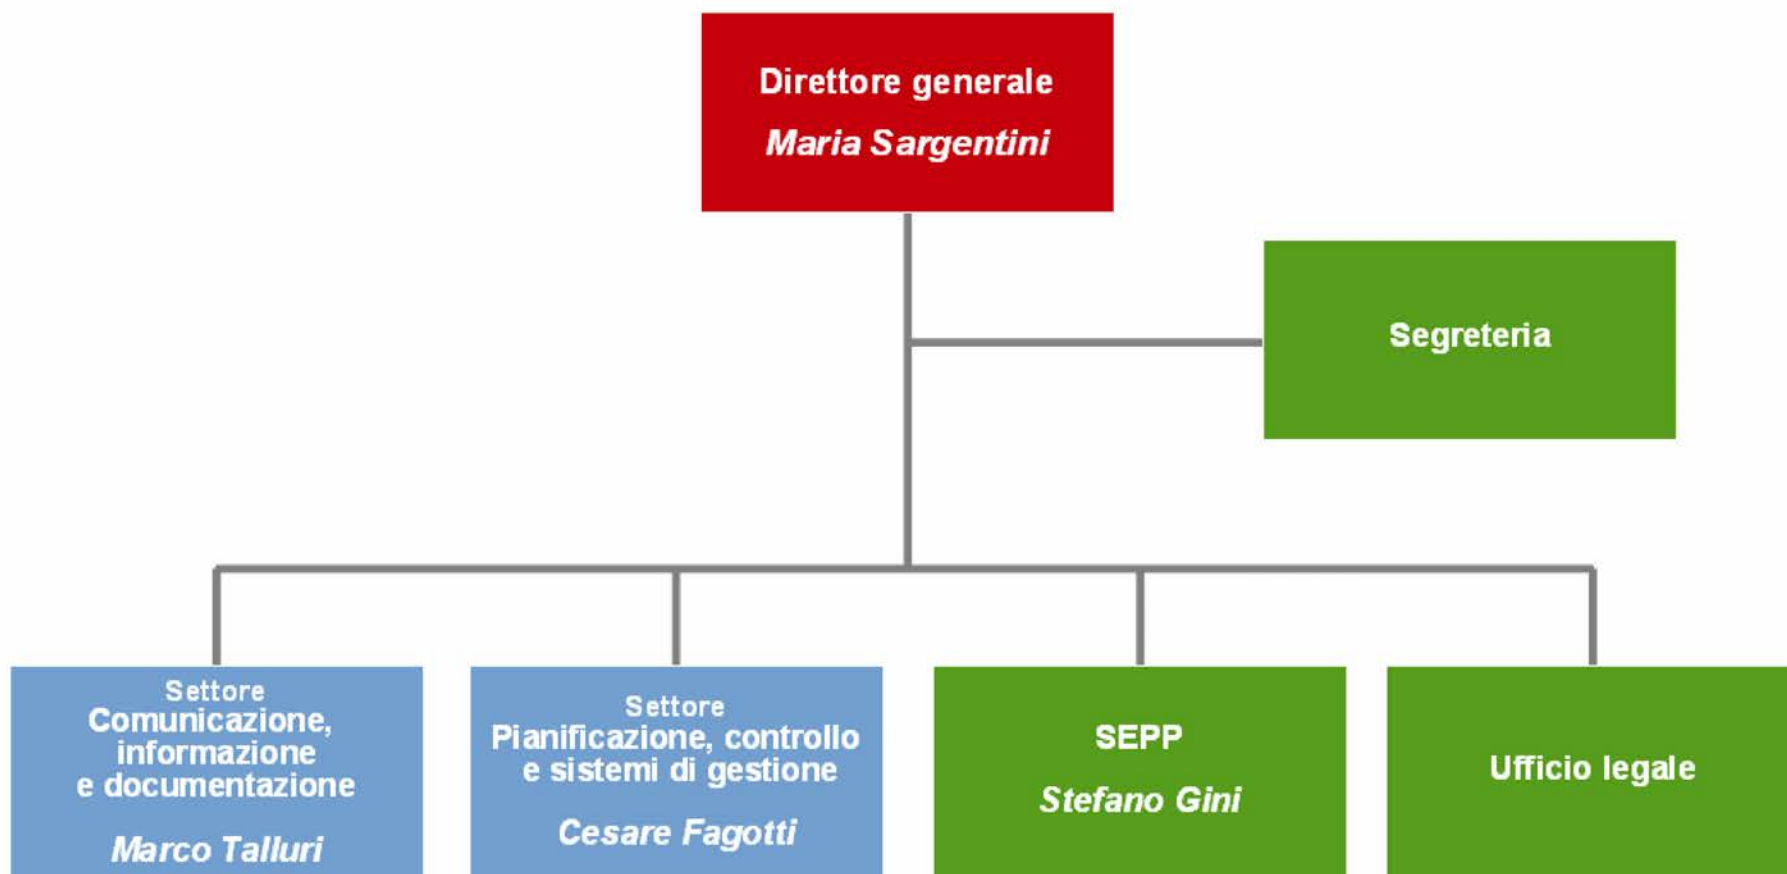 Direttore generale
Maria Sargentini
Segreteria
Settore
Comunicazione,
informazione
e documentazione
Marco Talluri
Settore
Pianificazione, controllo
e sistemi di gestione
Cesare Fagotti
SEPP
Stefano Gini
Ufficio legale